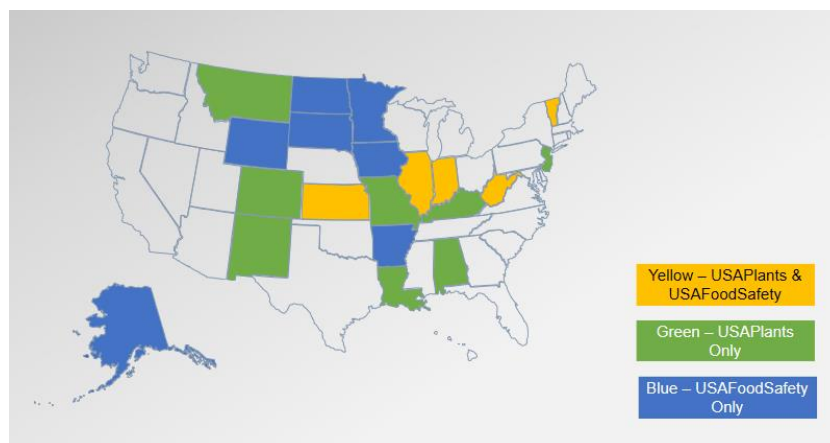 Yellow – USAPlants &
USAFoodSafety
Green – USAPlants
Only
Blue – USAFoodSafety
Only